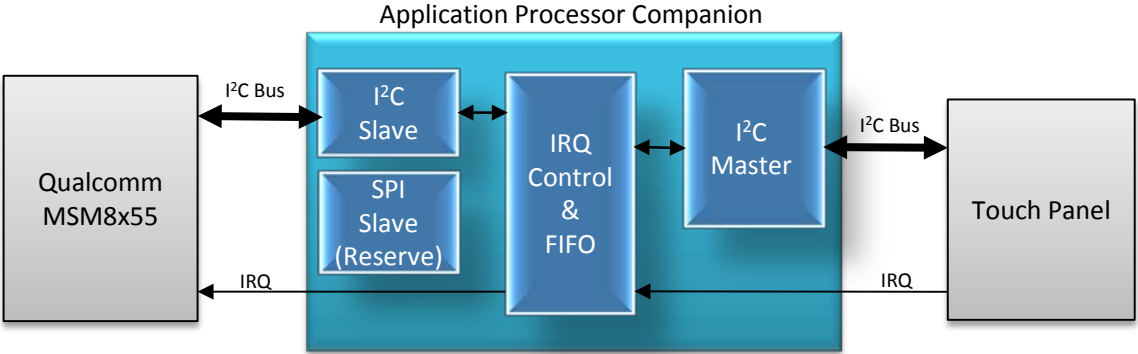 Application Processor Companion
I²C Bus
I²C
Slave
SPI
Slave
(Reserve)
IRQ
Control
&
FIFO
I²C
Master
I²C Bus
Qualcomm
MSM8x55
Touch Panel
IRQ
IRQ